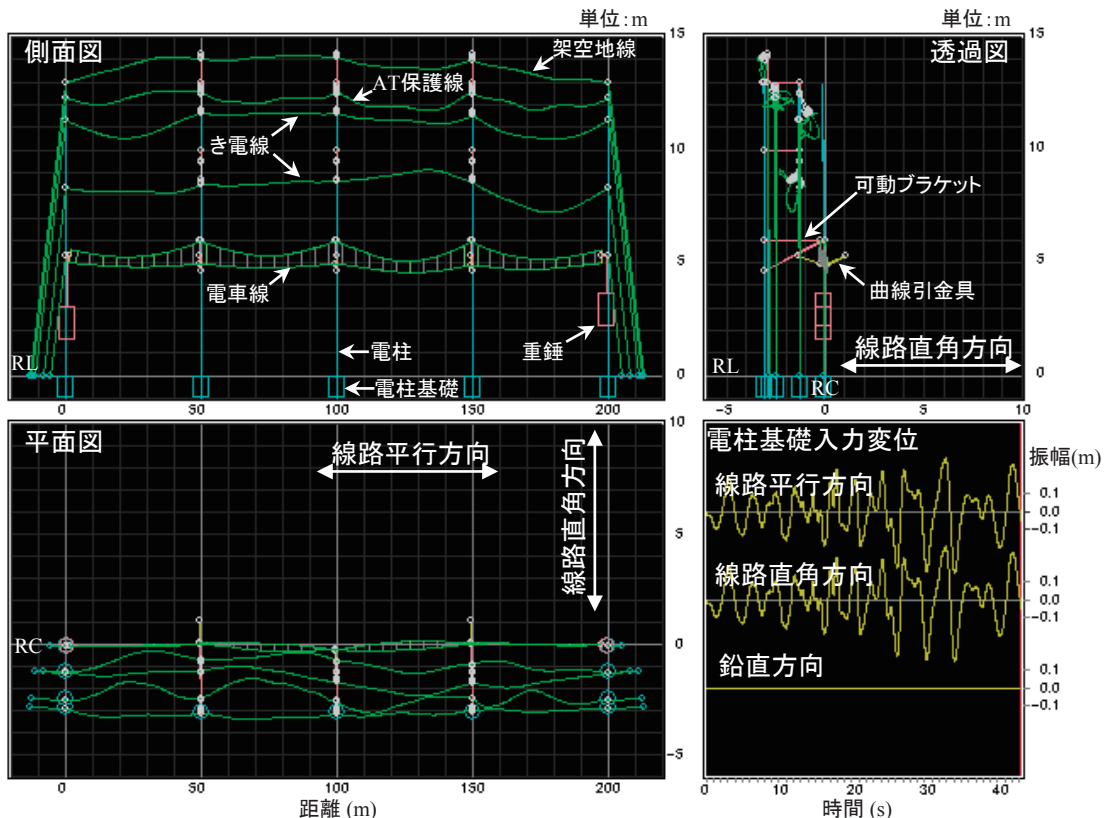 単位：m
側面図
架空地線
AT保護線
き電線
電車線
電柱
重錘
電柱基礎
RL
15
10
5
0
0 50 100 150 200
単位：m
透過図
可動ブラケット
曲線引金具
線路直角方向
RL
RC
15
10
5
0
-5 0 5 10
平面図
線路平行方向
線路直角方向
RC
10
5
0
-5
0 50 100 150 200
距離 (m)
電柱基礎入力変位
振幅(m)
線路平行方向
0.1
0.0
-0.1
線路直角方向
0.1
0.0
-0.1
鉛直方向
0.1
0.0
-0.1
0 10 20 30 40
時間 (s)